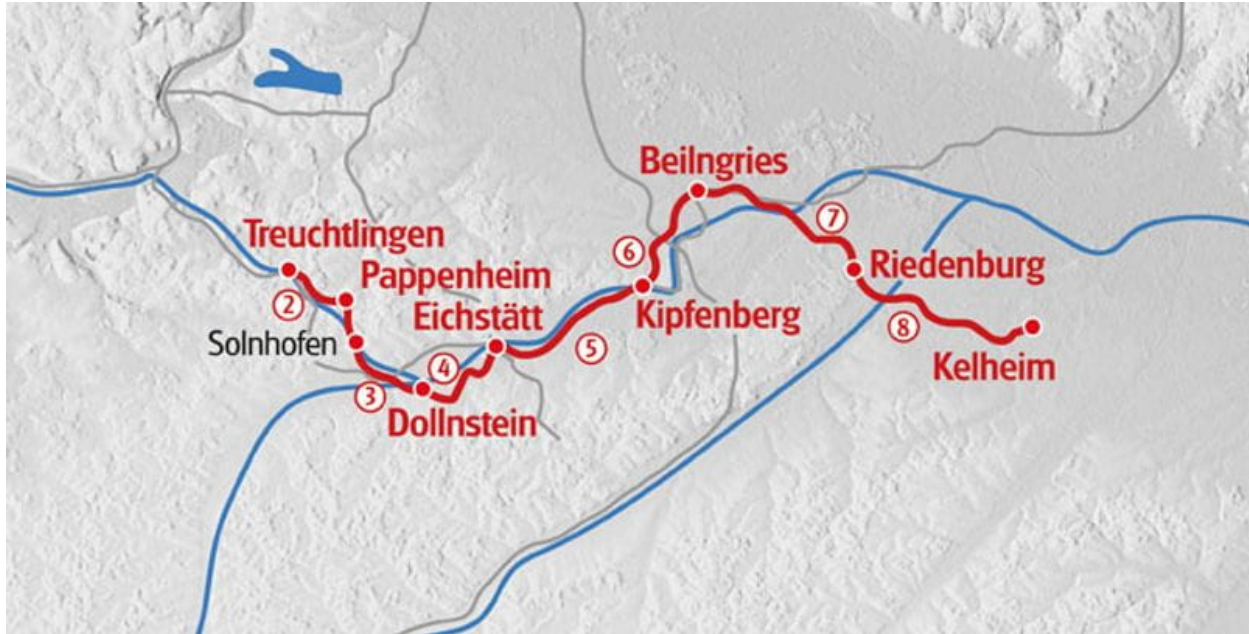 Beilngries
⑦
Treuchtlingen
⑥
Riedenburg
Pappenheim
②
Eichstätt
Kipfenberg
⑧
Solnhofen
⑤
④
Kelheim
③
Dollnstein